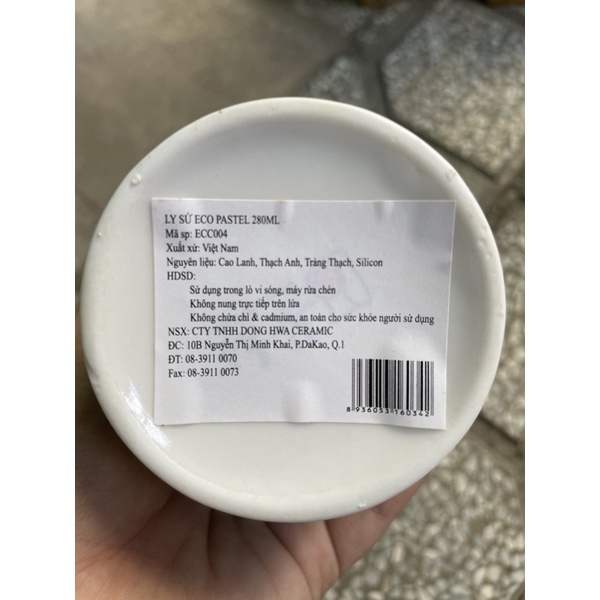 LY SỨ ECO PASTEL 280ML
Mã sp: ECC004
Xuất xứ: Việt Nam
Nguyên liệu: Cao Lanh, Thạch Anh, Tràng Thạch, Silicon
HDSD:
Sử dụng trong lò vi sóng, máy rửa chén
Không nung trực tiếp trên lửa
Không chứa chì & cadmium, an toàn cho sức khỏe người sử dụng
NSX: CTY TNHH DONG HWA CERAMIC
ĐC: 10B Nguyễn Thị Minh Khai, P.DaKao, Q.1
ĐT: 08-3911 0070
Fax: 08-3911 0073
8 936053 160342